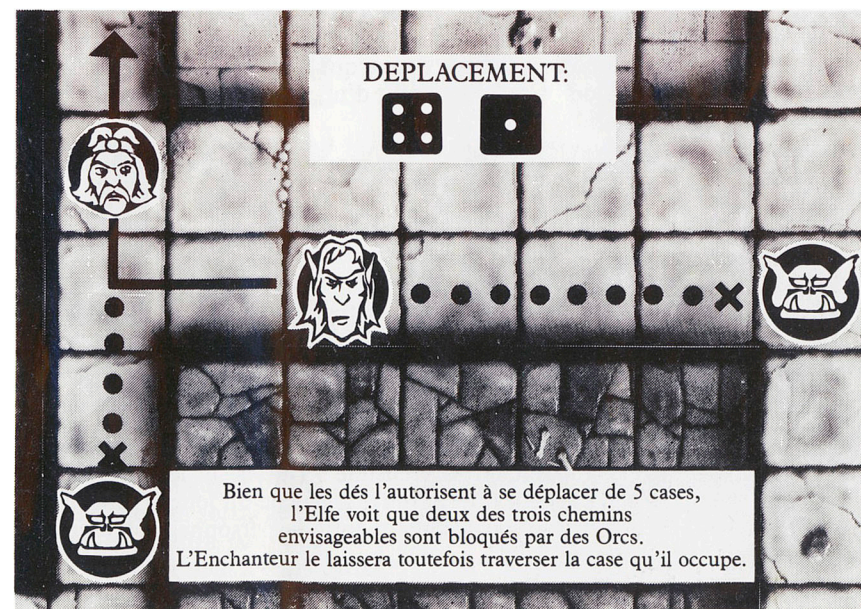 DEPLACEMENT:
Bien que les dés l'autorisent à se déplacer de 5 cases,
l'Elfe voit que deux des trois chemins
envisageables sont bloqués par des Orcs.
L'Enchanteur le laissera toutefois traverser la case qu'il occupe.